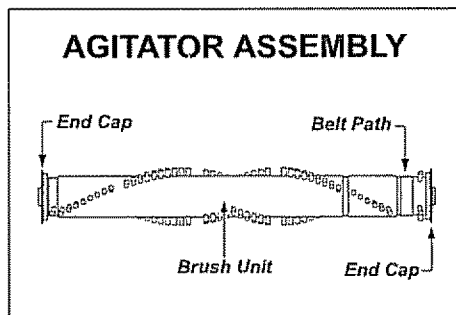 AGITATOR ASSEMBLY
End Cap
Belt Path
Brush Unit
End Cap